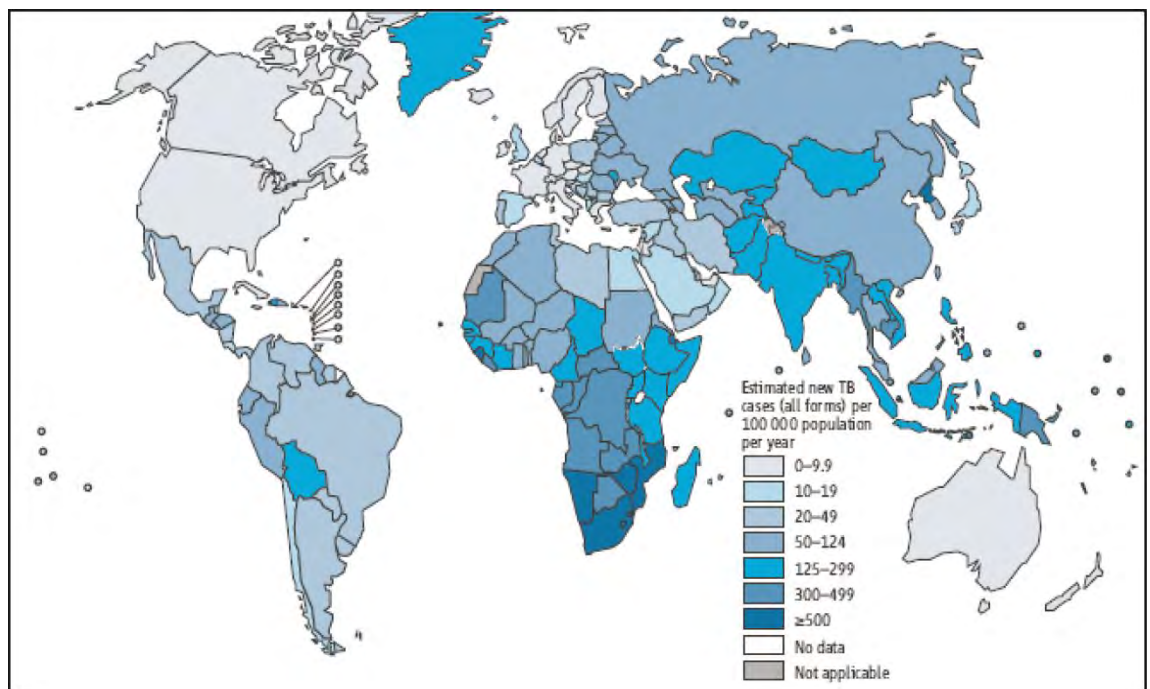 Estimated new TB
cases (all forms) per
100 000 population
per year
0–9.9
10–19
20–49
50–124
125–299
300–499
≥500
No data
Not applicable